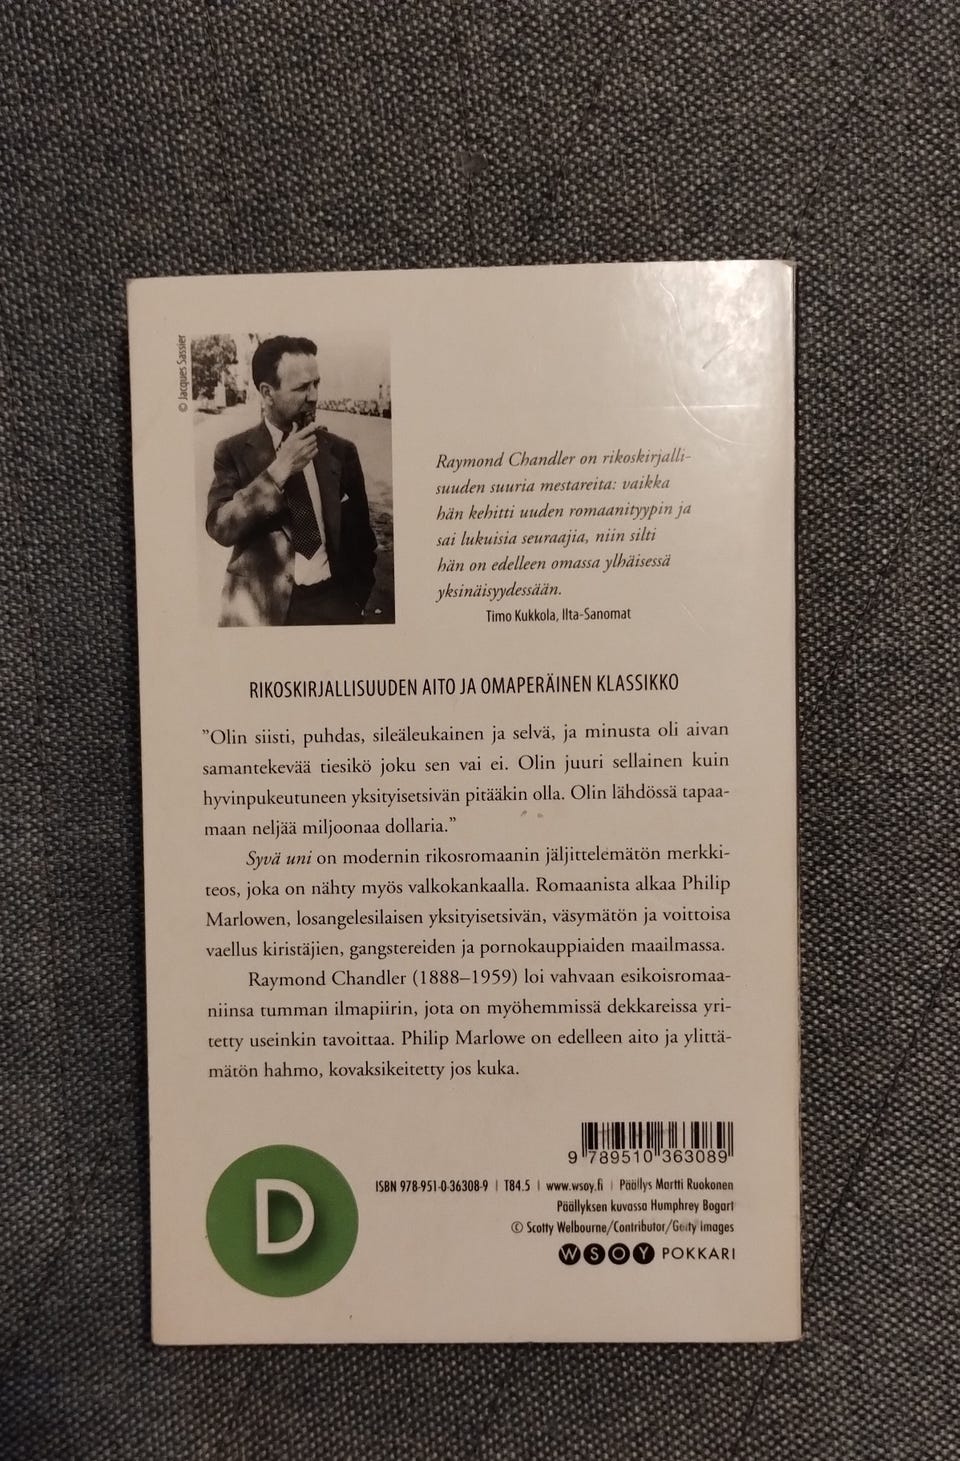 © Jacques Sassier
Raymond Chandler on rikoskirjalli-
suuden suuria mestareita: vaikka
hän kehitti uuden romaanityypin ja
sai lukuisia seuraajia, niin silti
hän on edelleen omassa ylhäisessä
yksinäisyydessään.
Timo Kukkola, Ilta-Sanomat
RIKOSKIRJALLISUUDEN AITO JA OMAPERÄINEN KLASSIKKO
”Olin siisti, puhdas, sileäleukainen ja selvä, ja minusta oli aivan
samantekevää tiesikö joku sen vai ei. Olin juuri sellainen kuin
hyvinpukeutuneen yksityisetsivän pitääkin olla. Olin lähdössä tapaa-
maan neljää miljoonaa dollaria.”
Syvä uni on modernin rikosromaanin jäljittelemätön merkki-
teos, joka on nähty myös valkokankaalla. Romaanista alkaa Philip
Marlowen, losangelesilaisen yksityisetsivän, väsymätön ja voittoisa
vaellus kiristäjien, gangstereiden ja pornokauppiaiden maailmassa.
Raymond Chandler (1888–1959) loi vahvaan esikoisromaa-
niinsa tumman ilmapiirin, jota on myöhemmissä dekkareissa yri-
tetty useinkin tavoittaa. Philip Marlowe on edelleen aito ja ylittä-
mätön hahmo, kovaksikeitetty jos kuka.
9 789510 363089
D
ISBN 978-951-0-36308-9 | T84.5 | www.wsoy.fi | Päällys Martti Ruokonen
Päällyksen kuvassa Humphrey Bogart
© Scotty Welbourne/Contributor/Getty Images
WSOY POKKARI